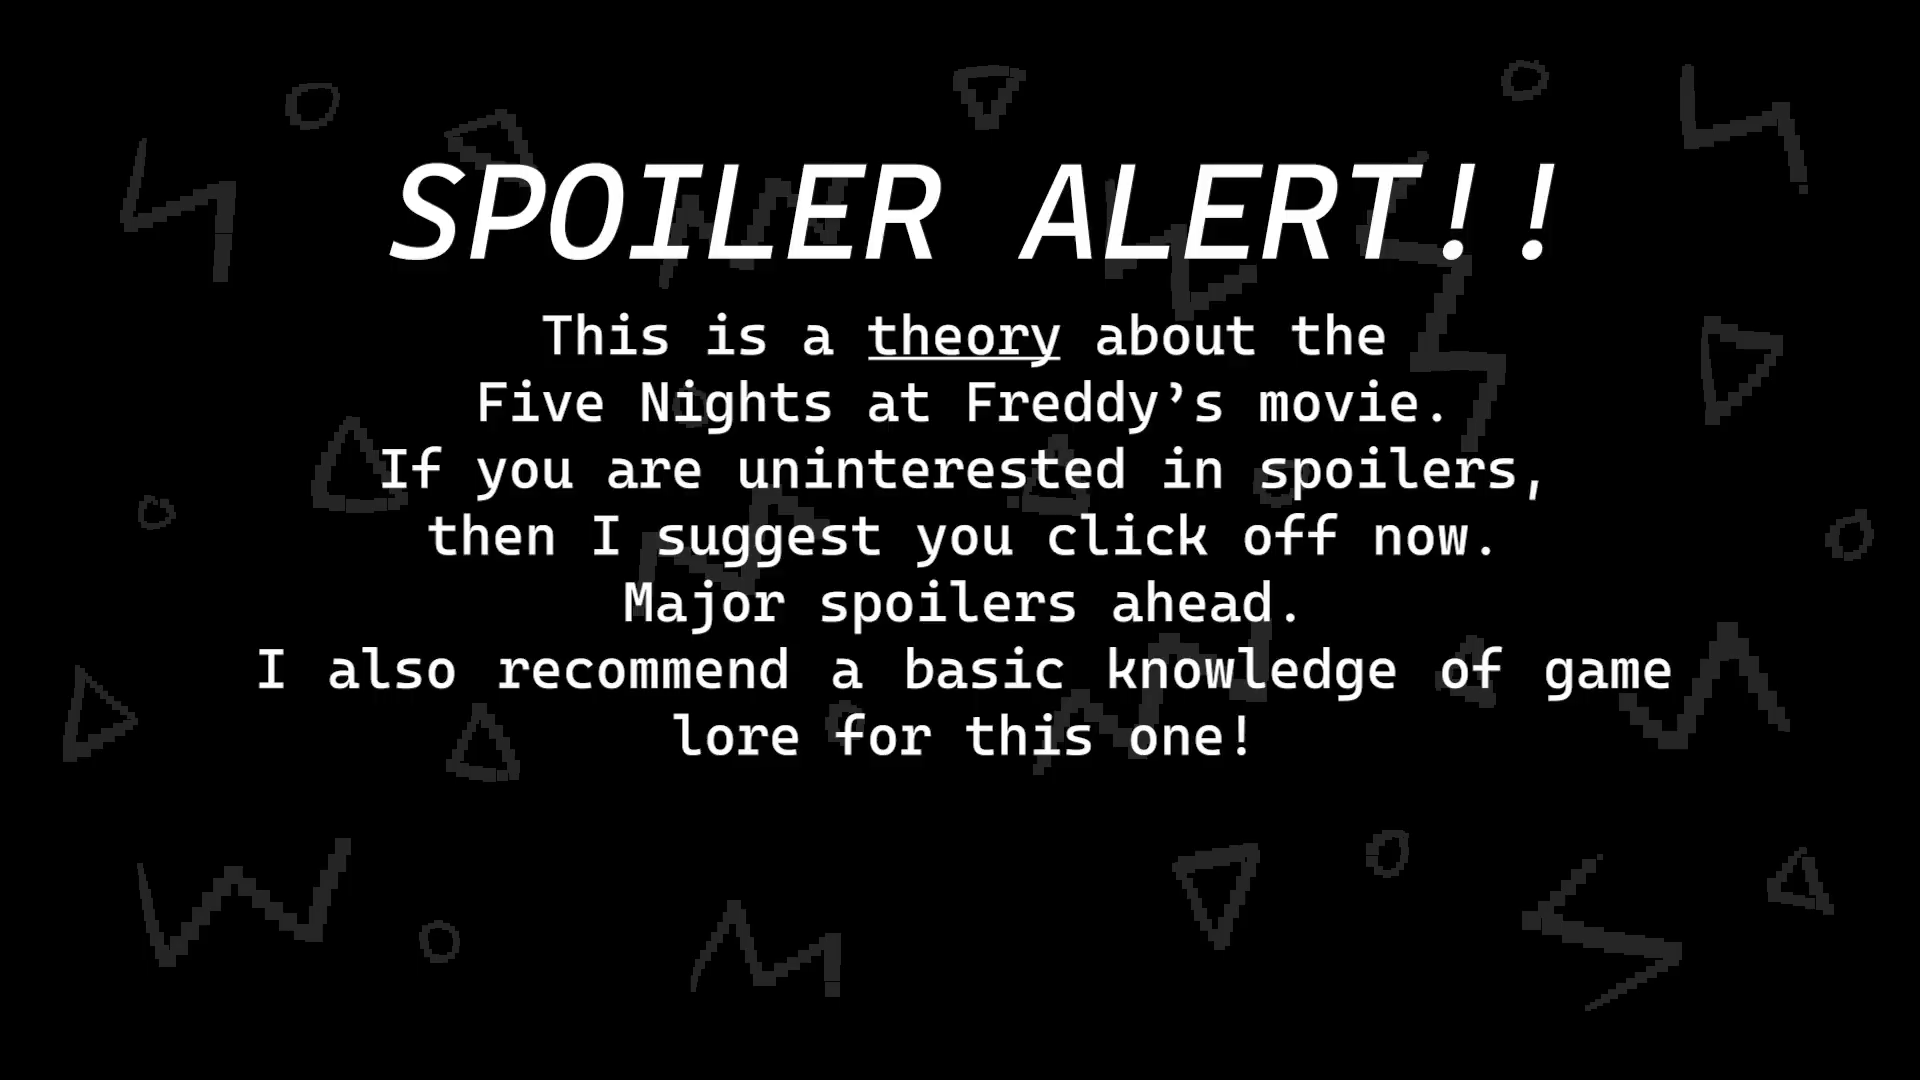 SPOILER ALERT!!
This is a theory about the
Five Nights at Freddy’s movie.
If you are uninterested in spoilers,
then I suggest you click off now.
Major spoilers ahead.
I also recommend a basic knowledge of game
lore for this one!